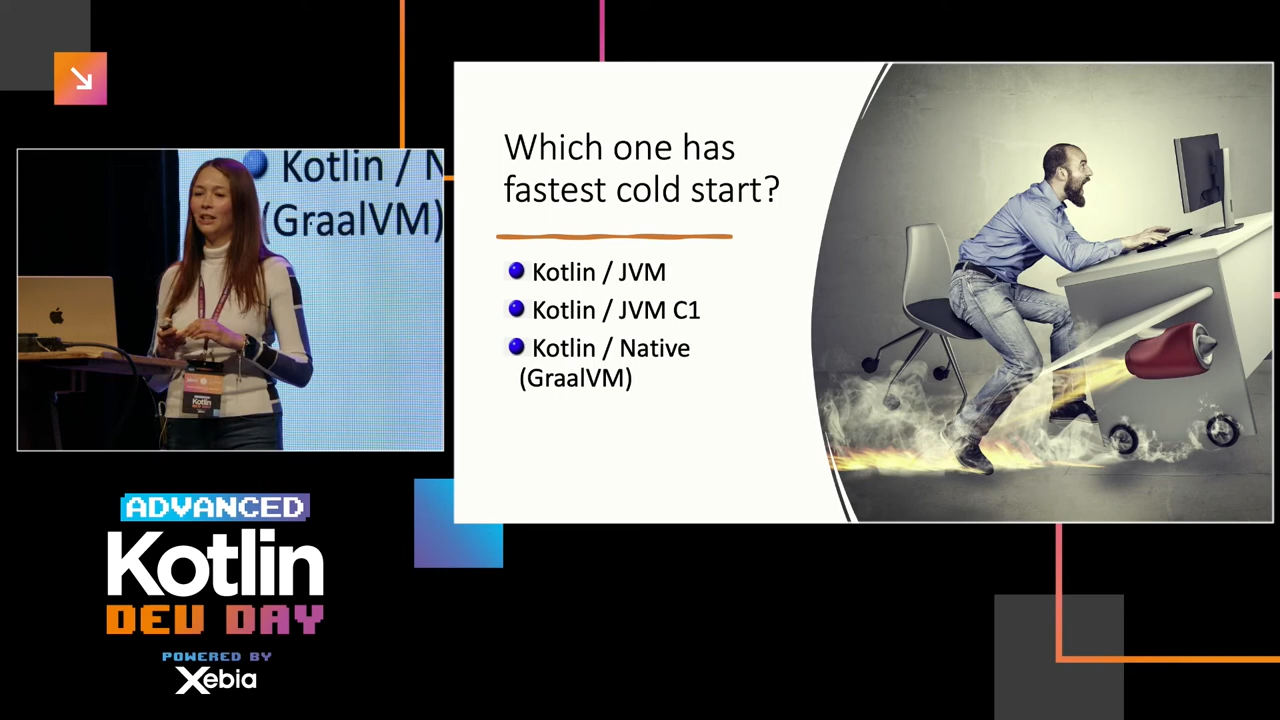 Kotlin / N
(GraalVM)
Which one has
fastest cold start?
Kotlin / JVM
Kotlin / JVM C1
Kotlin / Native
(GraalVM)
ADVANCED
Kotlin
DEV DAY
POWERED BY
Xebia